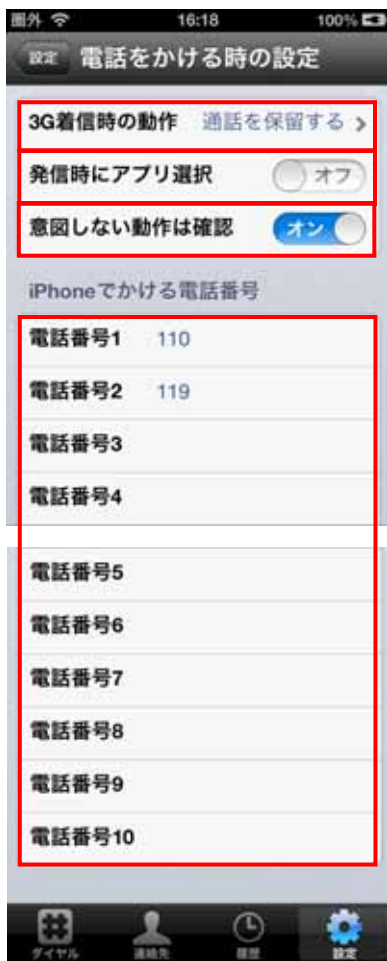 圏外 16:18 100%
設定 電話をかける時の設定
3G着信時の動作 通話を保留する >
発信時にアプリ選択 オフ
意図しない動作は確認 オン
iPhoneでかける電話番号
電話番号1 110
電話番号2 119
電話番号3
電話番号4
電話番号5
電話番号6
電話番号7
電話番号8
電話番号9
電話番号10
ダイヤル 連絡先 履歴 設定